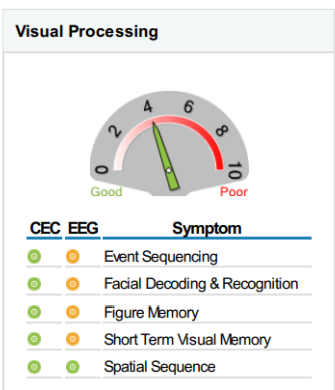 Visual Processing
0 2 4 6 8 10
Good Poor
CEC EEG Symptom
Event Sequencing
Facial Decoding & Recognition
Figure Memory
Short Term Visual Memory
Spatial Sequence